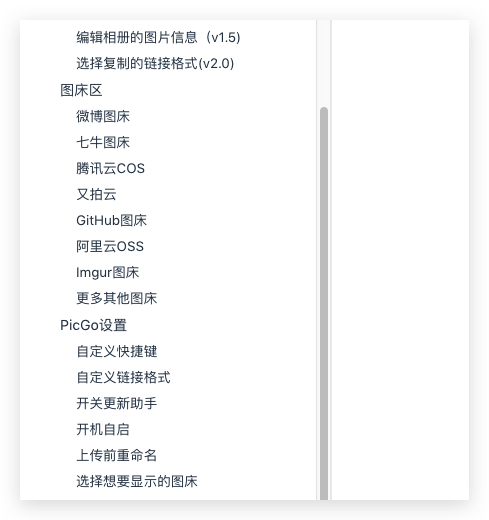 编辑相册的图片信息（v1.5)
选择复制的链接格式(v2.0)
图床区
微博图床
七牛图床
腾讯云COS
又拍云
GitHub图床
阿里云OSS
Imgur图床
更多其他图床
PicGo设置
自定义快捷键
自定义链接格式
开关更新助手
开机自启
上传前重命名
选择想要显示的图床